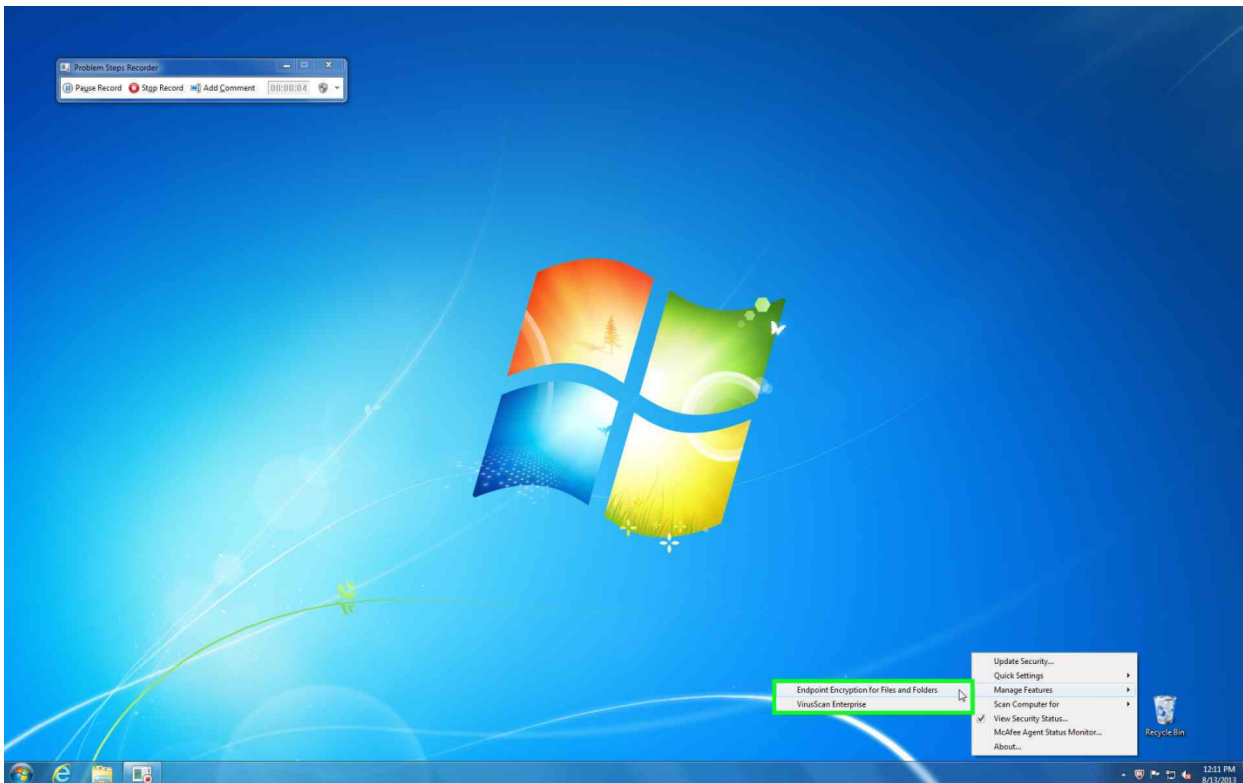 Problem Steps Recorder
Pause Record Stop Record Add Comment 00:00:04
Update Security...
Quick Settings
Manage Features
Scan Computer for
View Security Status...
McAfee Agent Status Monitor...
About...
Endpoint Encryption for Files and Folders
VirusScan Enterprise
Recycle Bin
12:11 PM
8/13/2013